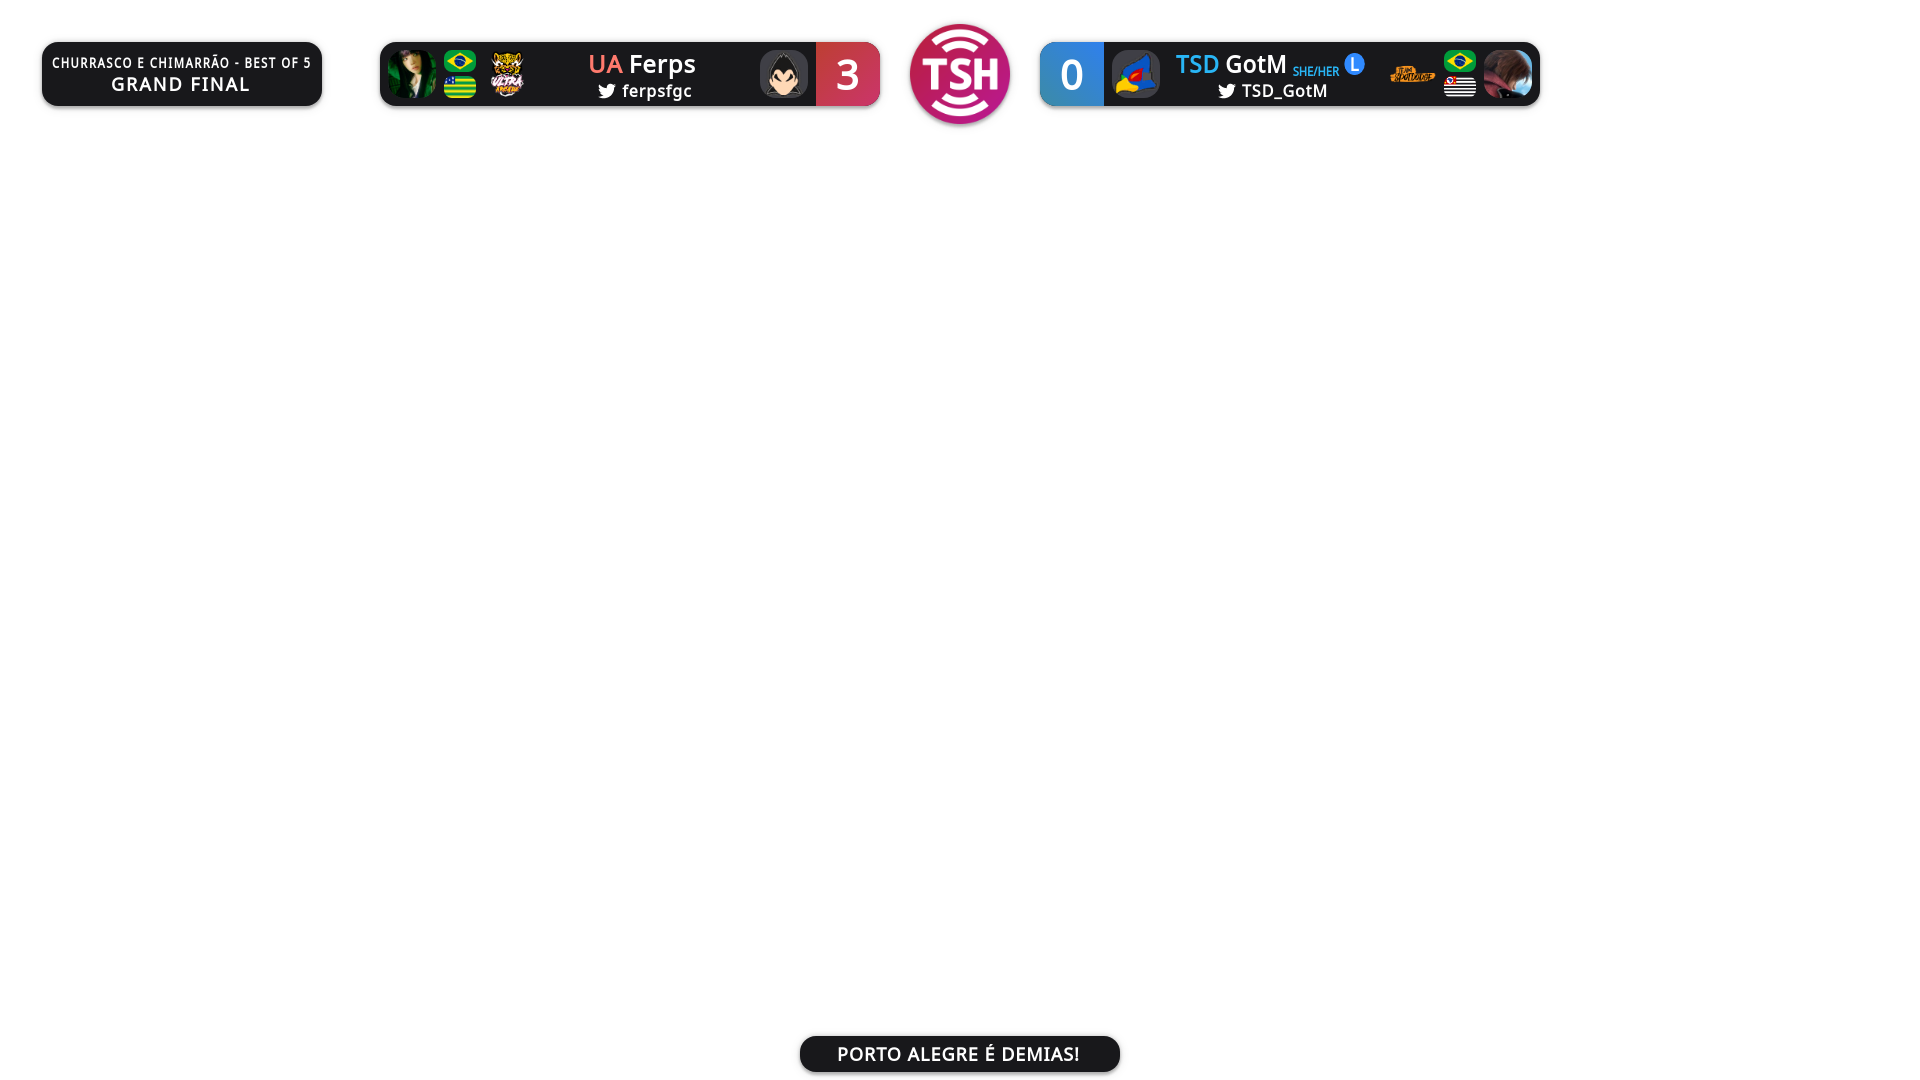 CHURRASCO E CHIMARRÃO - BEST OF 5
GRAND FINAL
UA Ferps
ferpsfgc
3
TSH
0
TSD GotM SHE/HER L
TSD_GotM
ULTRA
PORTO ALEGRE É DEMIAS!